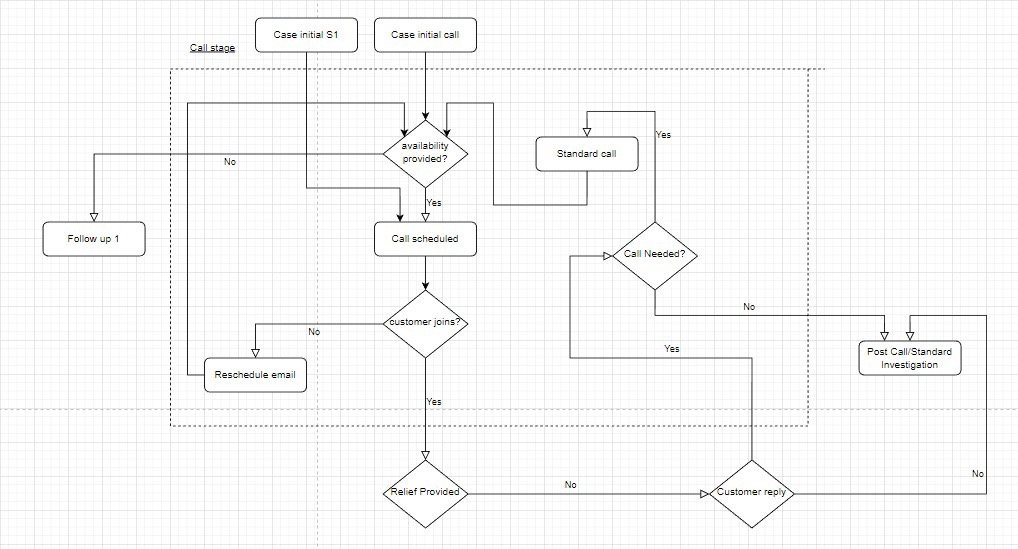 Case initial S1
Case initial call
Call stage
Yes
availability
provided?
Standard call
No
Yes
Follow up 1
Call scheduled
Call Needed?
No
customer joins?
No
Yes
Post Call/Standard
Investigation
Reschedule email
Yes
No
Relief Provided
No
Customer reply